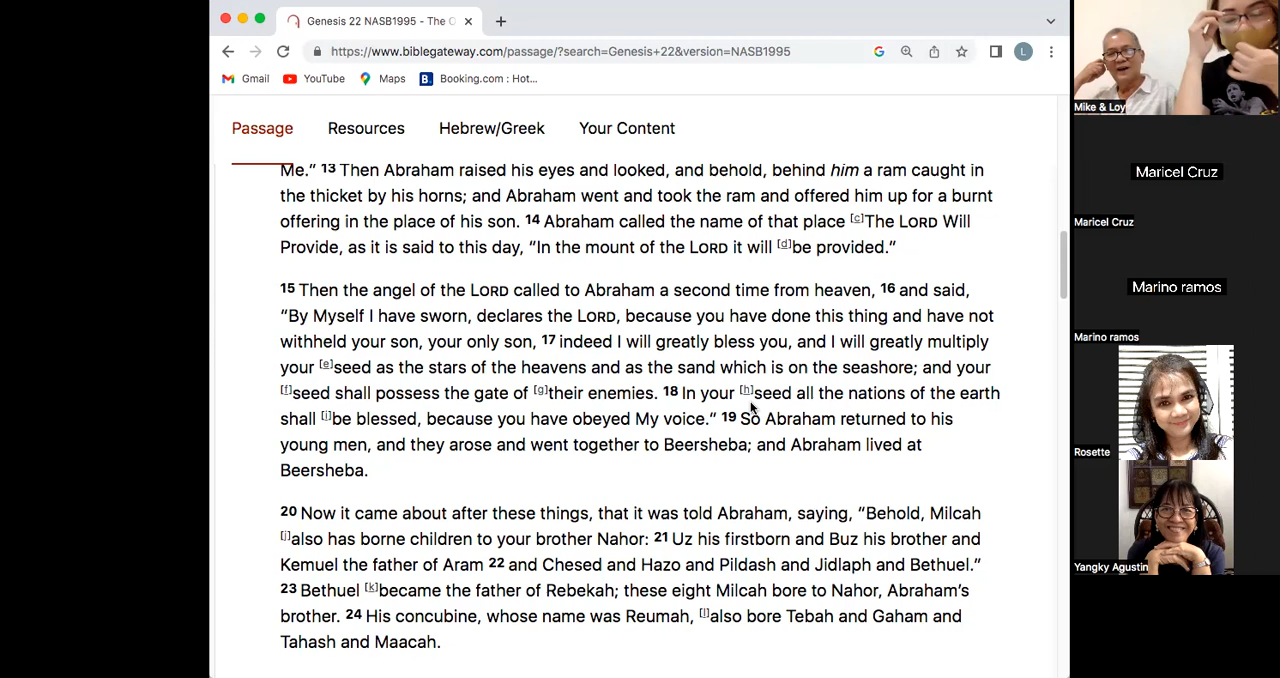 Genesis 22 NASB1995 - The O
https://www.biblegateway.com/passage/?search=Genesis+22&version=NASB1995
L
Gmail YouTube Maps B Booking.com : Hot...
Passage Resources Hebrew/Greek Your Content
Me.” 13 Then Abraham raised his eyes and looked, and behold, behind him a ram caught in
the thicket by his horns; and Abraham went and took the ram and offered him up for a burnt
offering in the place of his son. 14 Abraham called the name of that place [c]The LORD Will
Provide, as it is said to this day, “In the mount of the LORD it will [d]be provided.”
15 Then the angel of the LORD called to Abraham a second time from heaven, 16 and said,
“By Myself I have sworn, declares the LORD, because you have done this thing and have not
withheld your son, your only son, 17 indeed I will greatly bless you, and I will greatly multiply
your [e]seed as the stars of the heavens and as the sand which is on the seashore; and your
[f]seed shall possess the gate of [g]their enemies. 18 In your [h]seed all the nations of the earth
shall [i]be blessed, because you have obeyed My voice.” 19 So Abraham returned to his
young men, and they arose and went together to Beersheba; and Abraham lived at
Beersheba.
20 Now it came about after these things, that it was told Abraham, saying, “Behold, Milcah
[j]also has borne children to your brother Nahor: 21 Uz his firstborn and Buz his brother and
Kemuel the father of Aram 22 and Chesed and Hazo and Pildash and Jidlaph and Bethuel.”
23 Bethuel [k]became the father of Rebekah; these eight Milcah bore to Nahor, Abraham’s
brother. 24 His concubine, whose name was Reumah, [l]also bore Tebah and Gaham and
Tahash and Maacah.
Mike & Loy
Maricel Cruz
Maricel Cruz
Marino ramos
Marino ramos
Rosette
Yangky Agustin